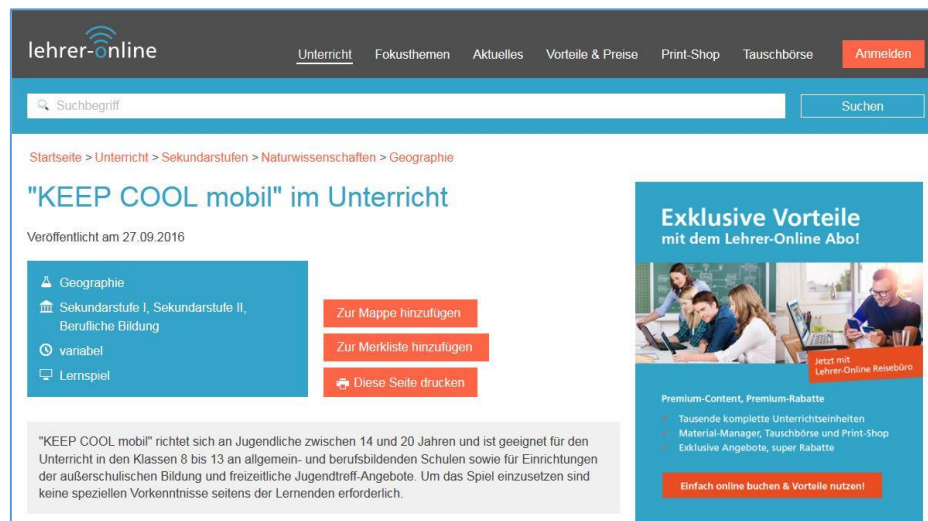 lehrer-online
Unterricht Fokusthemen Aktuelles Vorteile & Preise Print-Shop Tauschbörse Anmelden
Suchbegriff Suchen
Startseite > Unterricht > Sekundarstufen > Naturwissenschaften > Geographie
"KEEP COOL mobil" im Unterricht
Veröffentlicht am 27.09.2016
Geographie
Sekundarstufe I, Sekundarstufe II,
Berufliche Bildung
variabel
Lernspiel
Zur Mappe hinzufügen
Zur Merkliste hinzufügen
Diese Seite drucken
"KEEP COOL mobil" richtet sich an Jugendliche zwischen 14 und 20 Jahren und ist geeignet für den
Unterricht in den Klassen 8 bis 13 an allgemein- und berufsbildenden Schulen sowie für Einrichtungen
der außerschulischen Bildung und freizeitliche Jugendtreff-Angebote. Um das Spiel einzusetzen sind
keine speziellen Vorkenntnisse seitens der Lernenden erforderlich.
Exklusive Vorteile
mit dem Lehrer-Online Abo!
Jetzt mit
Lehrer-Online Reisebüro
Premium-Content, Premium-Rabatte
Tausende komplette Unterrichtseinheiten
Material-Manager, Tauschbörse und Print-Shop
Exklusive Angebote, super Rabatte
Einfach online buchen & Vorteile nutzen!